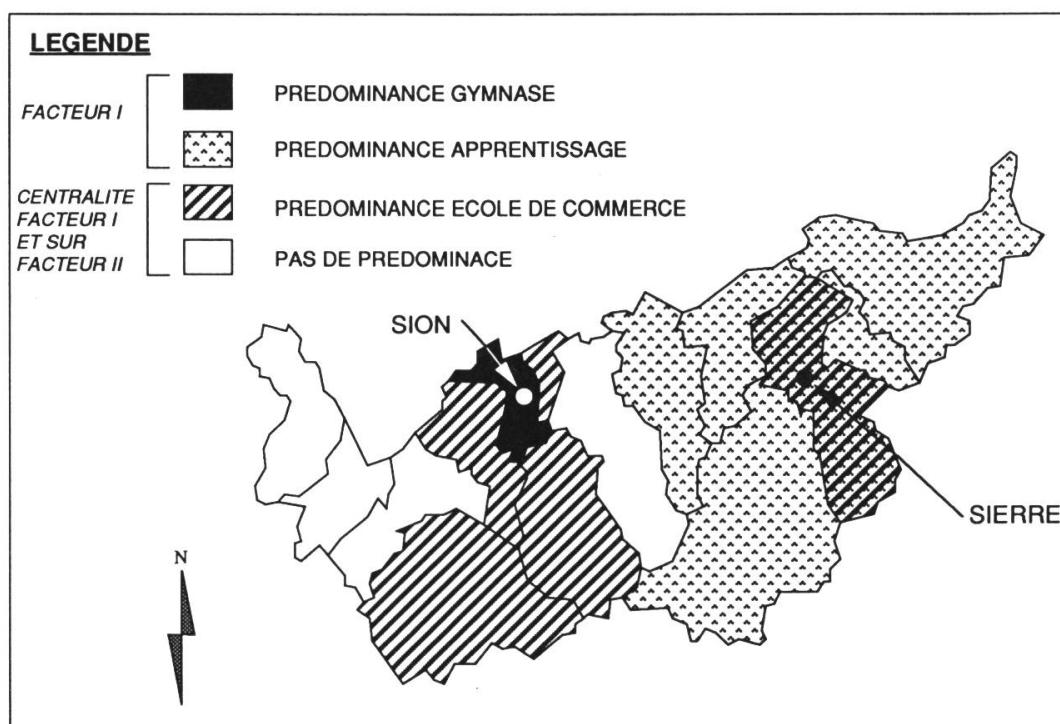 LEGENDE
FACTEUR I
PREDOMINANCE GYMNASE
PREDOMINANCE APPRENTISSAGE
CENTRALITE
FACTEUR I
ET SUR
FACTEUR II
PREDOMINANCE ECOLE DE COMMERCE
PAS DE PREDOMINACE
SION
SIERRE
N